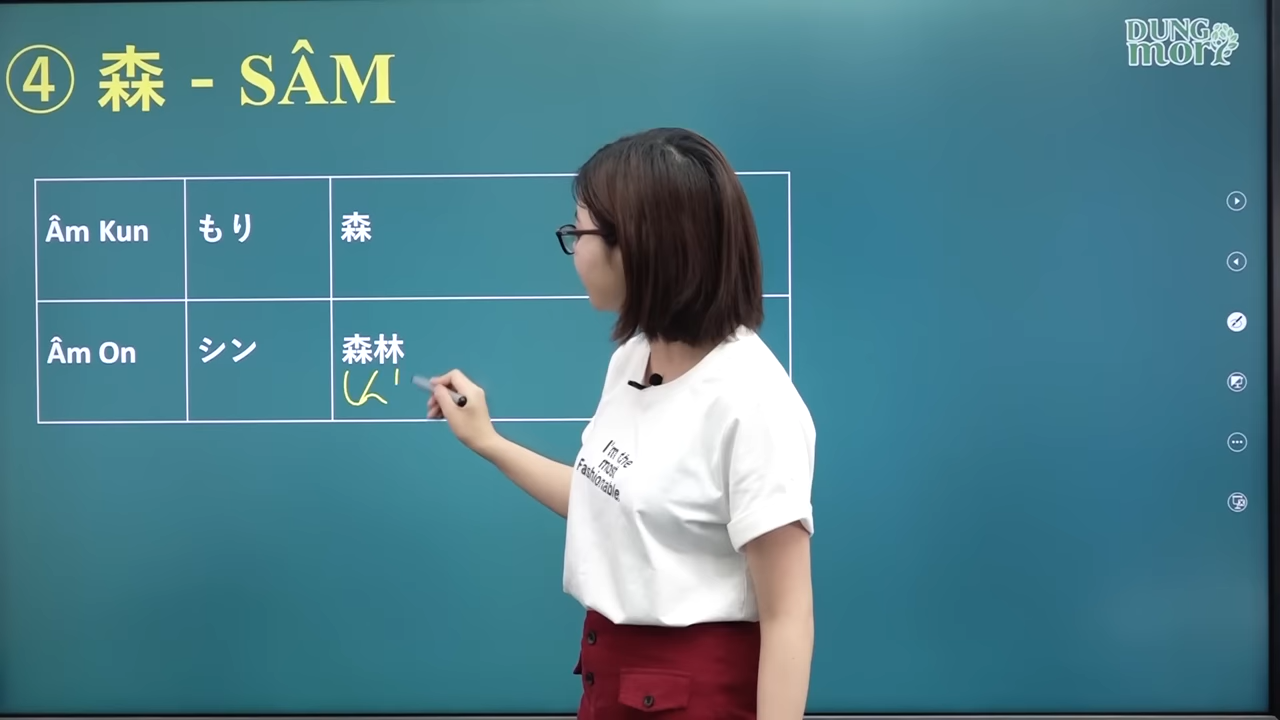 ④ 森 - SÂM
DUNG
mori
Âm Kun もり 森
Âm On シン 森林
しん
I'm the
most
Fashionable.